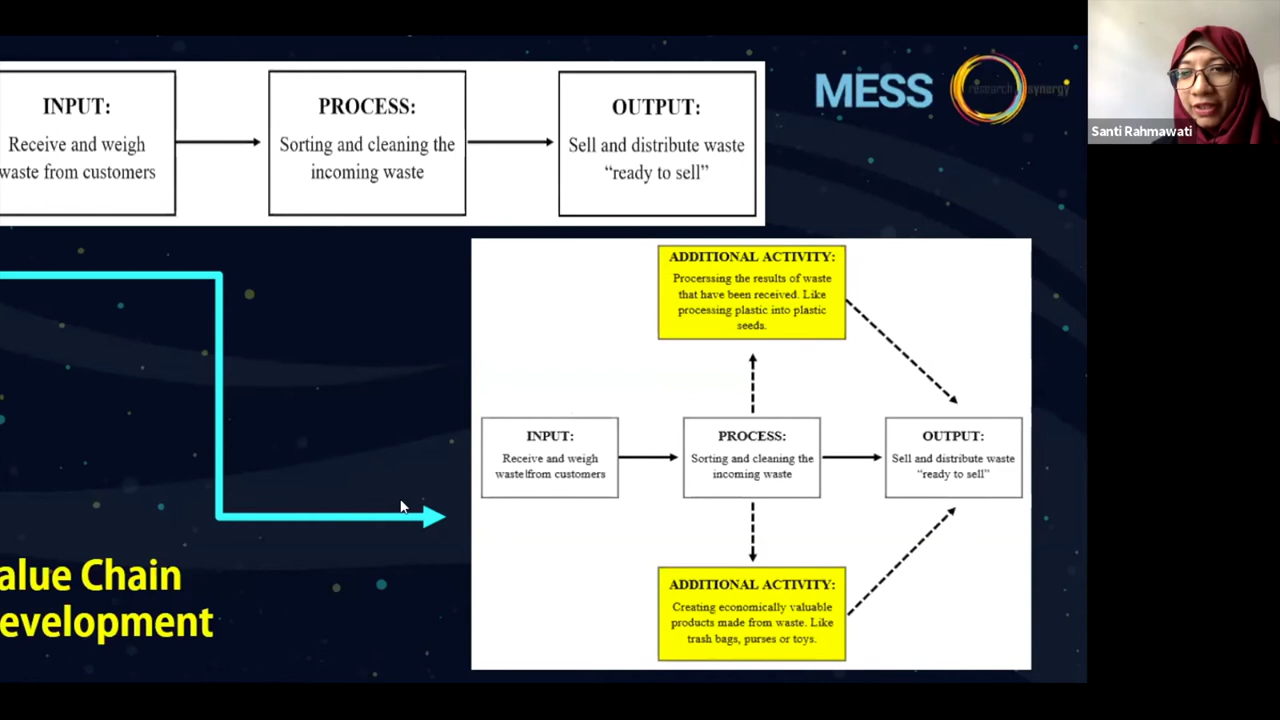 INPUT:
Receive and weigh
waste from customers
PROCESS:
Sorting and cleaning the
incoming waste
OUTPUT:
Sell and distribute waste
“ready to sell”
MESS
research synergy
Santi Rahmawati
ADDITIONAL ACTIVITY:
Procerssing the results of waste
that have been received. Like
processing plastic into plastic
seeds.
INPUT:
Receive and weigh
waste from customers
PROCESS:
Sorting and cleaning the
incoming waste
OUTPUT:
Sell and distribute waste
“ready to sell”
ADDITIONAL ACTIVITY:
Creating economically valuable
products made from waste. Like
trash bags, purses or toys.
alue Chain
evelopment